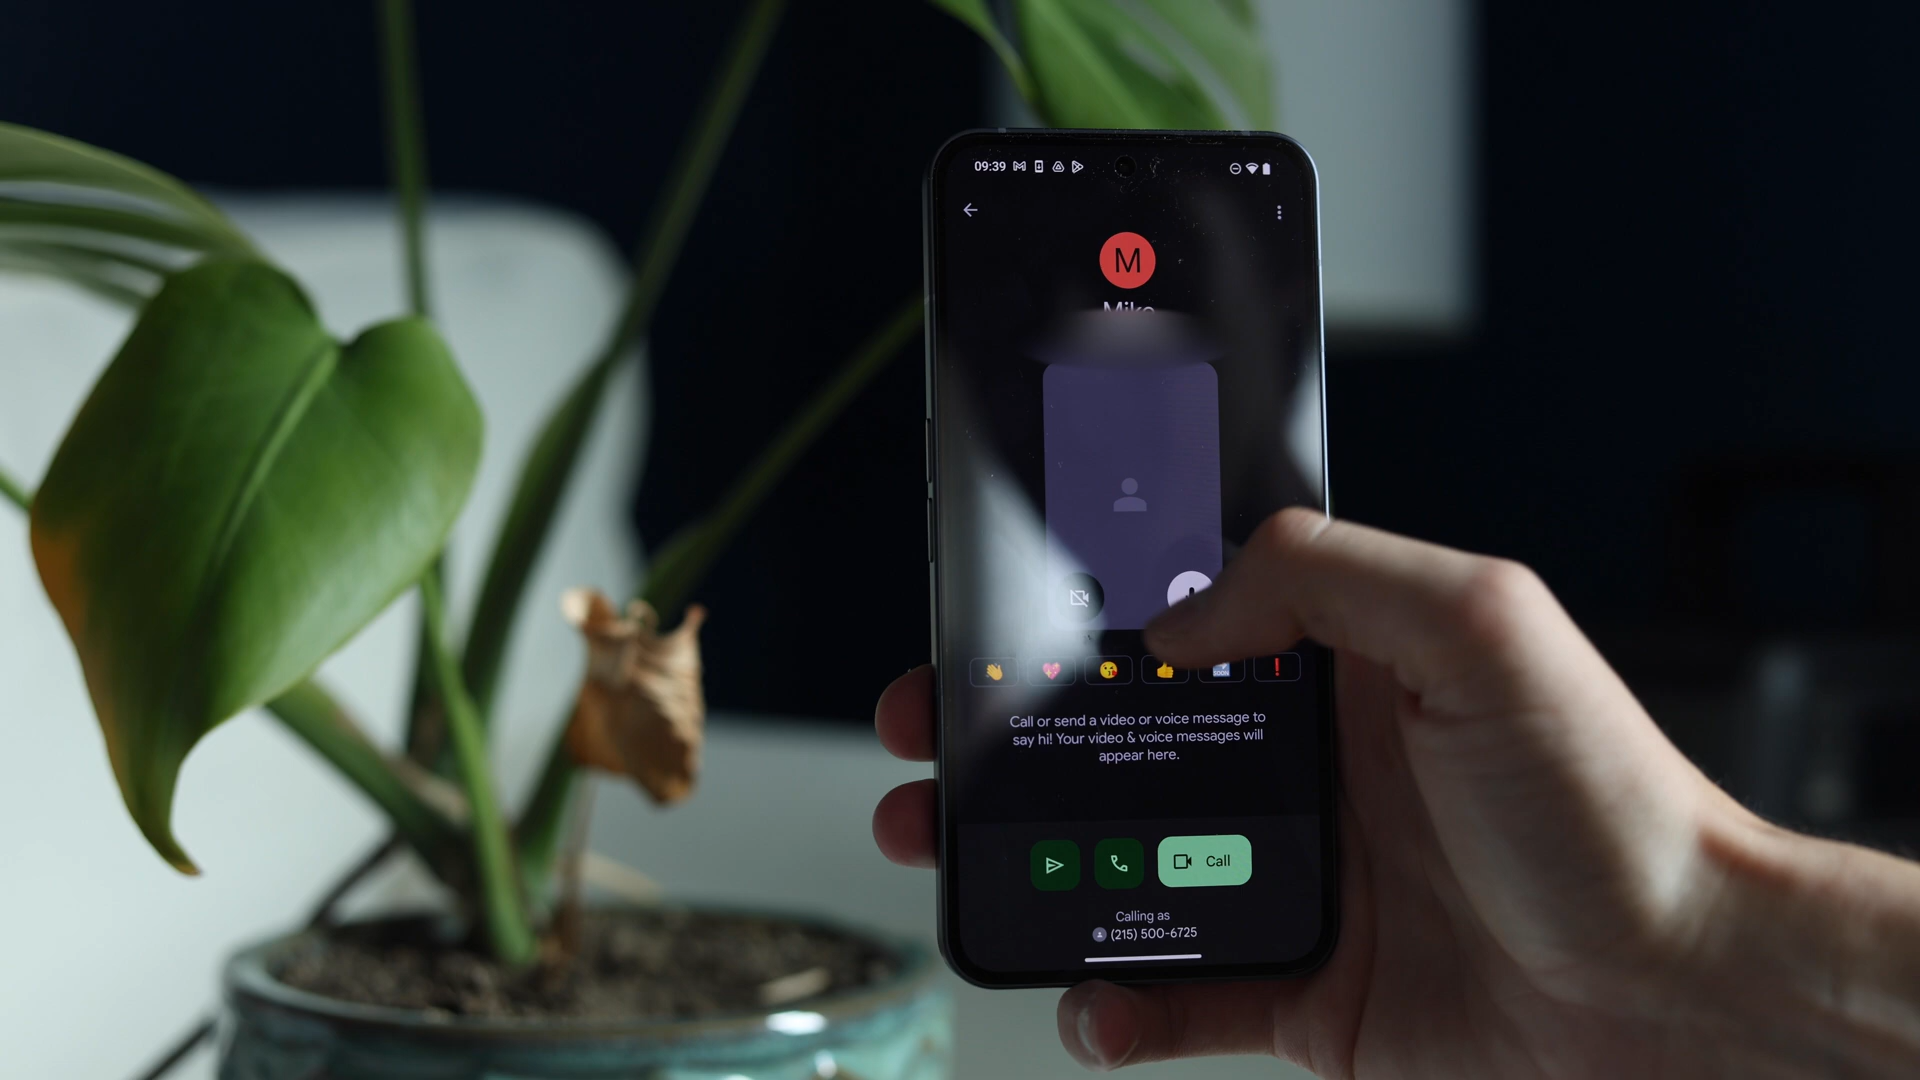 09:39
M
Mike
Call or send a video or voice message to
say hi! Your video & voice messages will
appear here.
Call
Calling as
(215) 500-6725